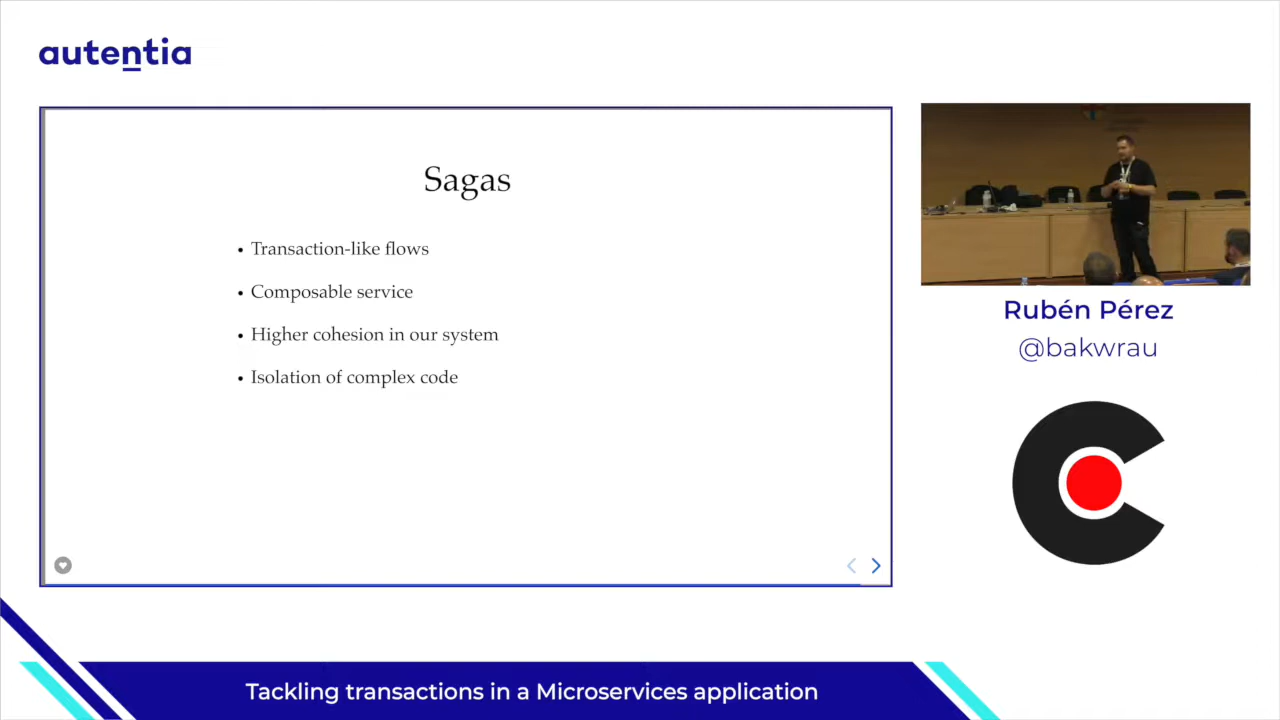 autentia
Sagas
• Transaction-like flows
• Composable service
• Higher cohesion in our system
• Isolation of complex code
Rubén Pérez
@bakwrau
Tackling transactions in a Microservices application